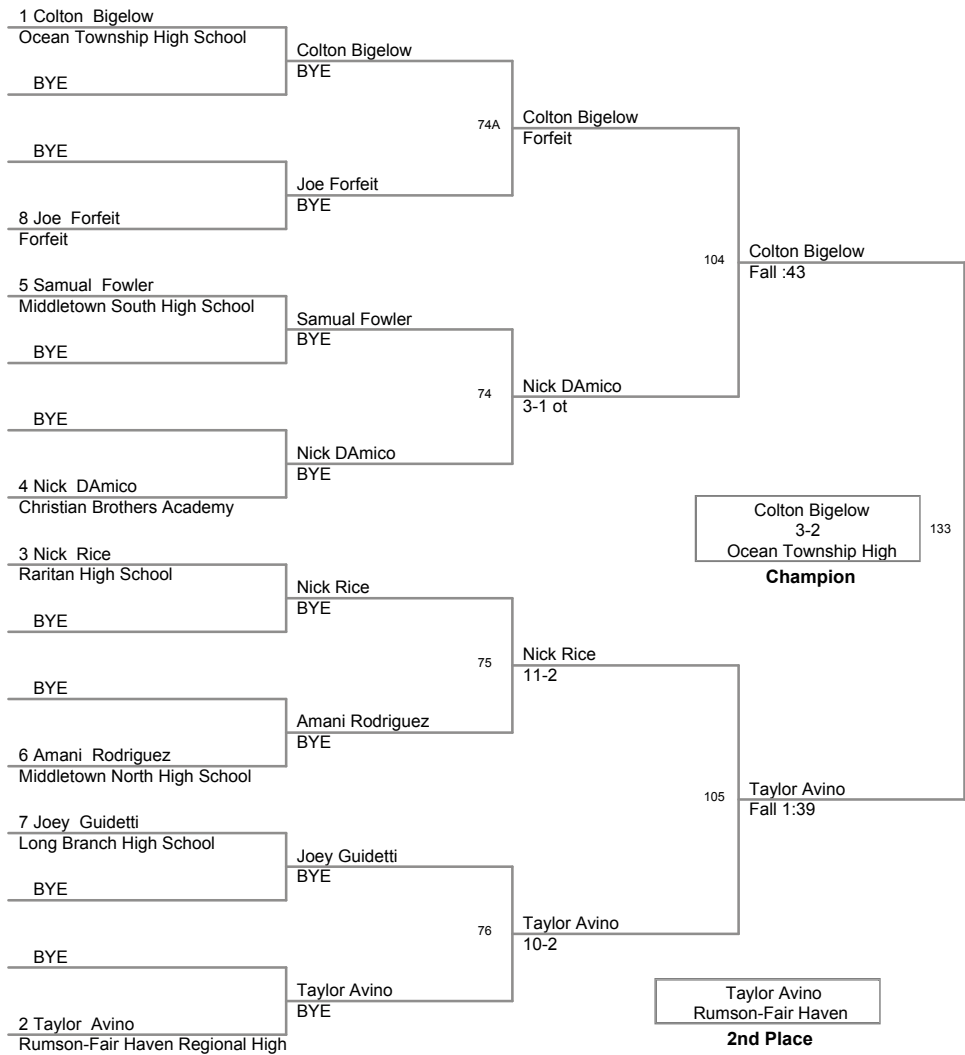 1 Colton Bigelow
Ocean Township High School
Colton Bigelow
BYE
BYE
74A
Colton Bigelow
Forfeit
BYE
Joe Forfeit
BYE
8 Joe Forfeit
Forfeit
104
Colton Bigelow
Fall :43
5 Samual Fowler
Middletown South High School
Samual Fowler
BYE
BYE
74
Nick DAmico
3-1 ot
BYE
Nick DAmico
BYE
4 Nick DAmico
Christian Brothers Academy
Colton Bigelow
3-2
Ocean Township High
133
Champion
3 Nick Rice
Raritan High School
Nick Rice
BYE
BYE
75
Nick Rice
11-2
BYE
Amani Rodriguez
BYE
6 Amani Rodriguez
Middletown North High School
105
Taylor Avino
Fall 1:39
7 Joey Guidetti
Long Branch High School
Joey Guidetti
BYE
BYE
76
Taylor Avino
10-2
BYE
Taylor Avino
BYE
2 Taylor Avino
Rumson-Fair Haven Regional High
Taylor Avino
Rumson-Fair Haven
2nd Place